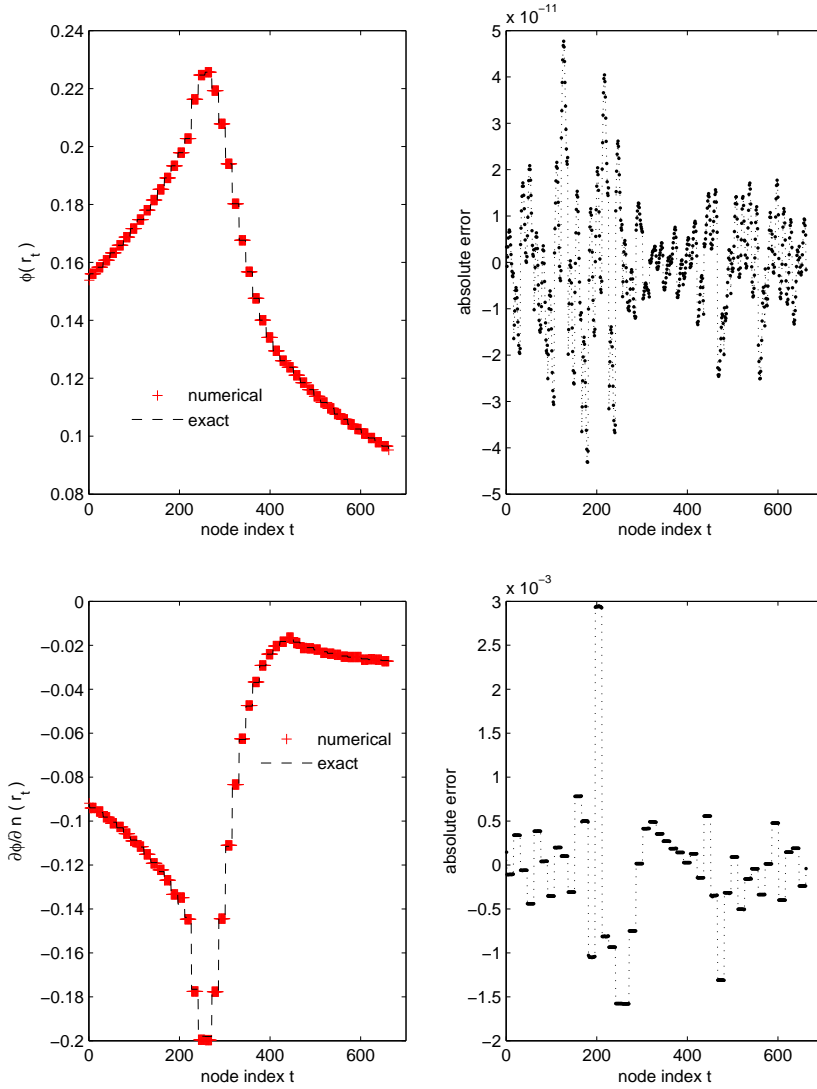 0.24
0.22
0.2
0.18
0.16
0.14
0.12
0.1
0.08
ϕ( r_t)
numerical
exact
0 200 400 600
node index t
x 10^−11
5
4
3
2
1
0
−1
−2
−3
−4
−5
absolute error
0 200 400 600
node index t
0
−0.02
−0.04
−0.06
−0.08
−0.1
−0.12
−0.14
−0.16
−0.18
−0.2
∂ϕ/∂ n ( r_t)
numerical
exact
0 200 400 600
node index t
x 10^−3
3
2.5
2
1.5
1
0.5
0
−0.5
−1
−1.5
−2
absolute error
0 200 400 600
node index t